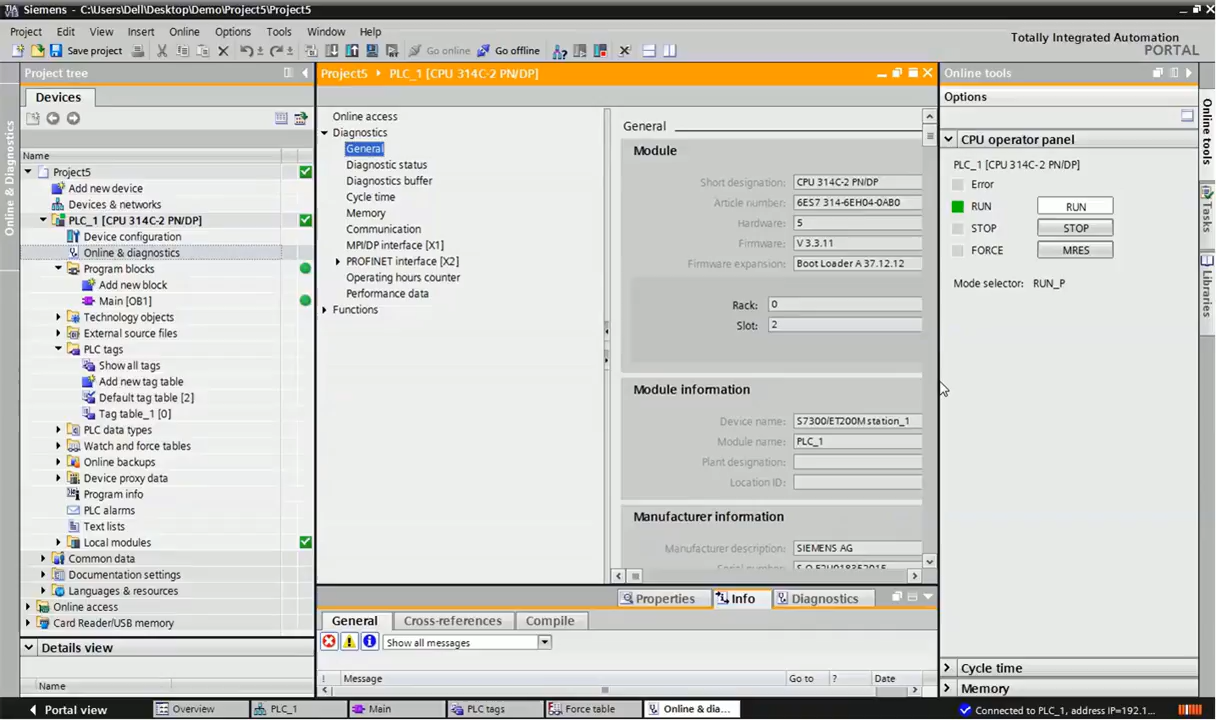 Siemens - C:\Users\Dell\Desktop\Demo\Project5\Project5
Project Edit View Insert Online Options Tools Window Help
Totally Integrated Automation
PORTAL
Save project
Go online
Go offline
Project tree
Devices
Name
Project5
Add new device
Devices & networks
PLC_1 [CPU 314C-2 PN/DP]
Device configuration
Online & diagnostics
Program blocks
Add new block
Main [OB1]
Technology objects
External source files
PLC tags
Show all tags
Add new tag table
Default tag table [2]
Tag table_1 [0]
PLC data types
Watch and force tables
Online backups
Device proxy data
Program info
PLC alarms
Text lists
Local modules
Common data
Documentation settings
Languages & resources
Online access
Card Reader/USB memory
Details view
Name
Online & Diagnostics
Project5 PLC_1 [CPU 314C-2 PN/DP]
Online access
Diagnostics
General
Diagnostic status
Diagnostics buffer
Cycle time
Memory
Communication
MPI/DP interface [X1]
PROFINET interface [X2]
Operating hours counter
Performance data
Functions
General
Module
Short designation: CPU 314C-2 PN/DP
Article number: 6ES7 314-6EH04-0AB0
Hardware: 5
Firmware: V 3.3.11
Firmware expansion: Boot Loader A 37.12.12
Rack: 0
Slot: 2
Module information
Device name: S7300/ET200M station_1
Module name: PLC_1
Plant designation:
Location ID:
Manufacturer information
Manufacturer description: SIEMENS AG
Properties Info Diagnostics
General Cross-references Compile
Show all messages
! Message Go to ? Date
Online tools
Options
CPU operator panel
PLC_1 [CPU 314C-2 PN/DP]
Error
RUN RUN
STOP STOP
FORCE MRES
Mode selector: RUN_P
Cycle time
Memory
Online tools
Tasks
Libraries
Portal view Overview PLC_1 Main PLC tags Force table Online & dia...
Connected to PLC_1, address IP=192.1...